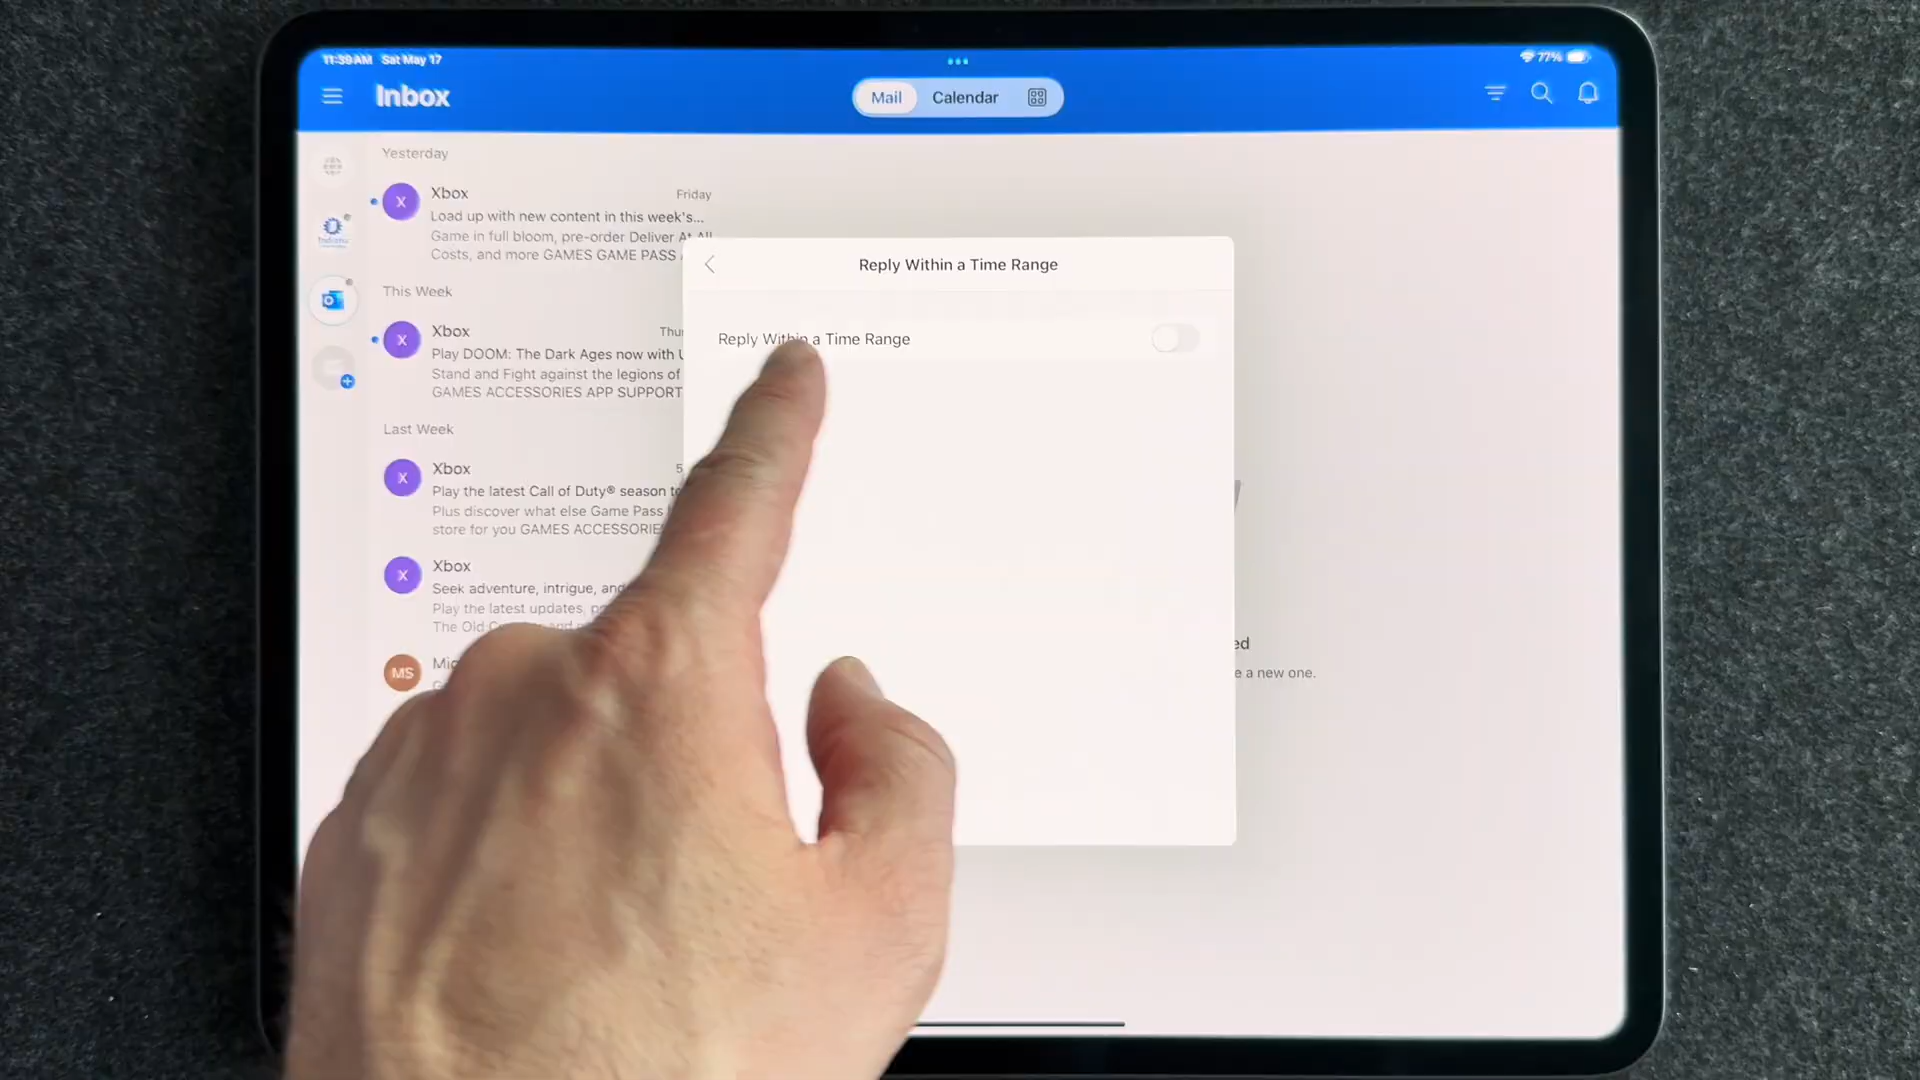 11:39 AM Sat May 17
77%
Inbox
Mail Calendar
Yesterday
X
Xbox Friday
Load up with new content in this week's...
Game in full bloom, pre-order Deliver At All
Costs, and more GAMES GAME PASS
This Week
X
Xbox
Play DOOM: The Dark Ages now with
Stand and Fight against the legions of
GAMES ACCESSORIES APP SUPPORT
Last Week
X
Xbox
Play the latest Call of Duty® season
Plus discover what else Game Pass
store for you GAMES
X
Xbox
Seek adventure, intrigue,
Play the latest updates,
The Old
MS
Indiana
Reply Within a Time Range
Reply Within a Time Range
ed
e a new one.